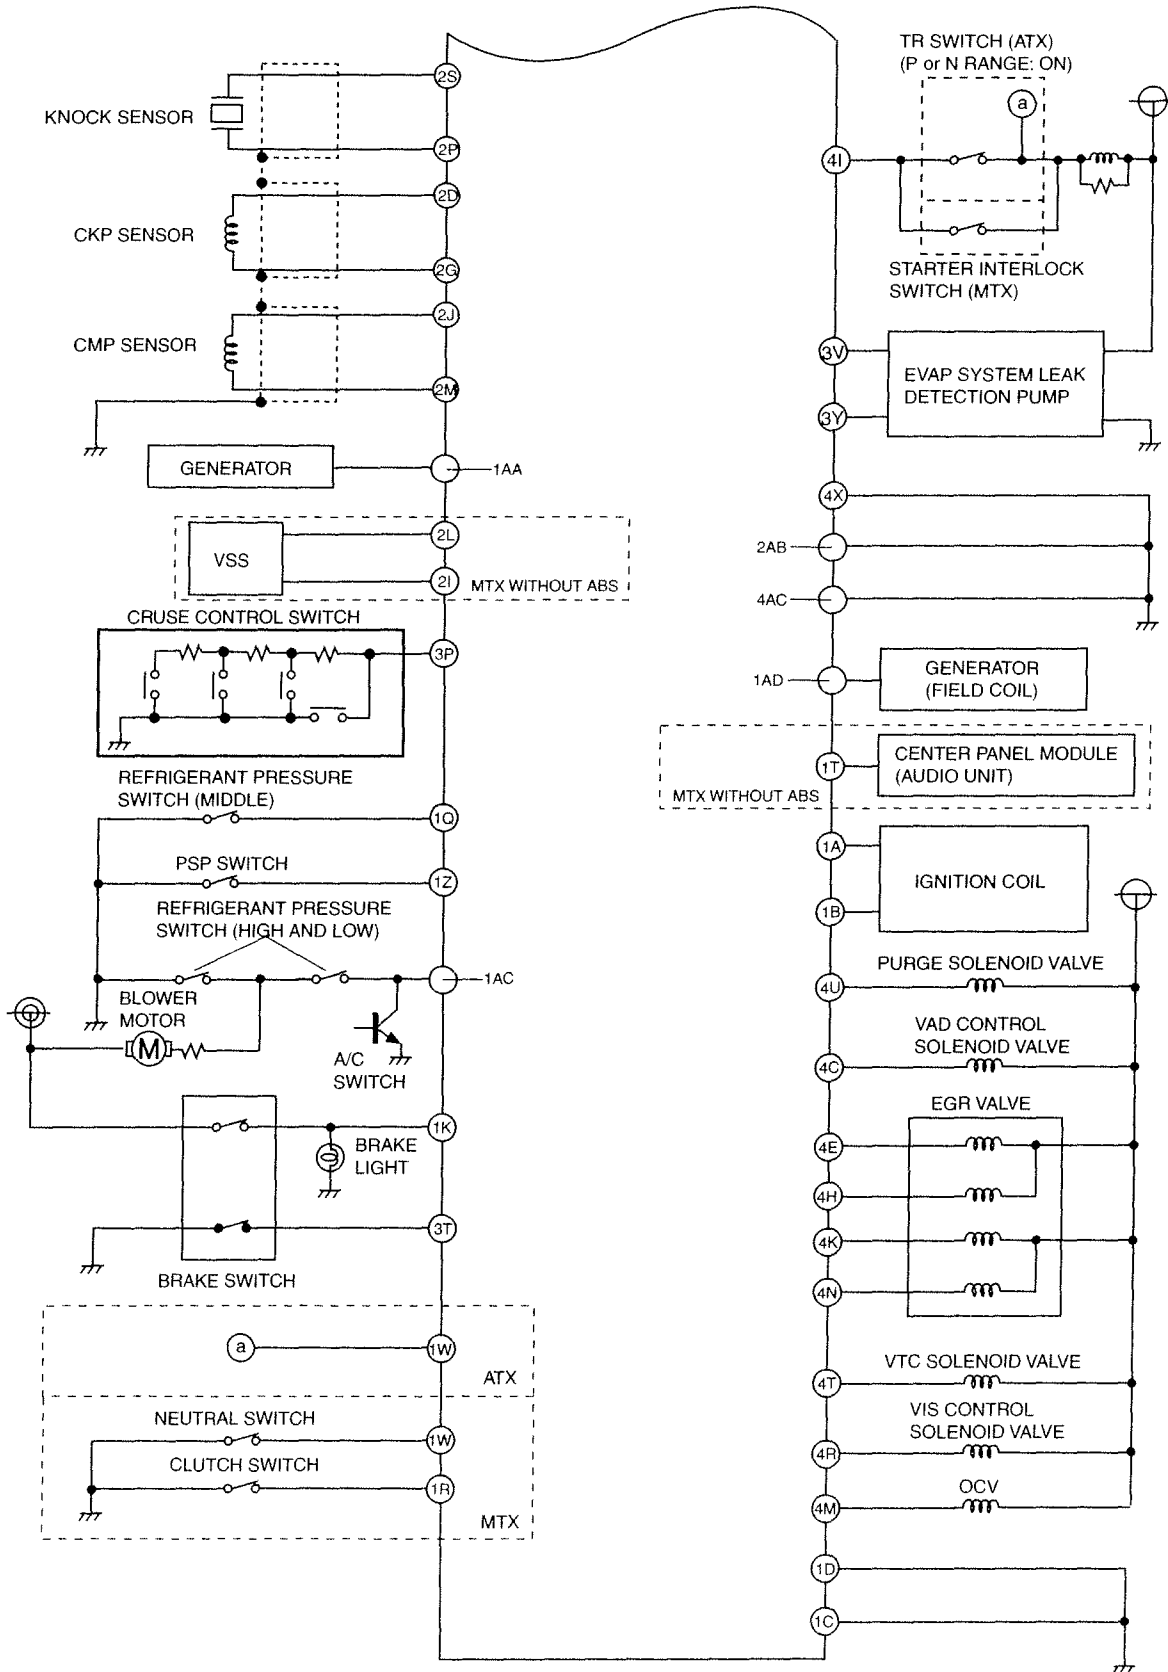 KNOCK SENSOR
2S
2P
CKP SENSOR
2D
2G
CMP SENSOR
2J
2M
GENERATOR
1AA
VSS
2L
2I
MTX WITHOUT ABS
CRUSE CONTROL SWITCH
3P
REFRIGERANT PRESSURE
SWITCH (MIDDLE)
1Q
PSP SWITCH
1Z
REFRIGERANT PRESSURE
SWITCH (HIGH AND LOW)
1AC
BLOWER
MOTOR
M
A/C
SWITCH
1K
BRAKE
LIGHT
3T
BRAKE SWITCH
a
1W
ATX
NEUTRAL SWITCH
1W
CLUTCH SWITCH
1R
MTX
TR SWITCH (ATX)
(P or N RANGE: ON)
a
4I
STARTER INTERLOCK
SWITCH (MTX)
3V
EVAP SYSTEM LEAK
DETECTION PUMP
3Y
4X
2AB
4AC
1AD
GENERATOR
(FIELD COIL)
1T
CENTER PANEL MODULE
(AUDIO UNIT)
MTX WITHOUT ABS
1A
IGNITION COIL
1B
PURGE SOLENOID VALVE
4U
VAD CONTROL
SOLENOID VALVE
4C
EGR VALVE
4E
4H
4K
4N
VTC SOLENOID VALVE
4T
VIS CONTROL
SOLENOID VALVE
4R
OCV
4M
1D
1C